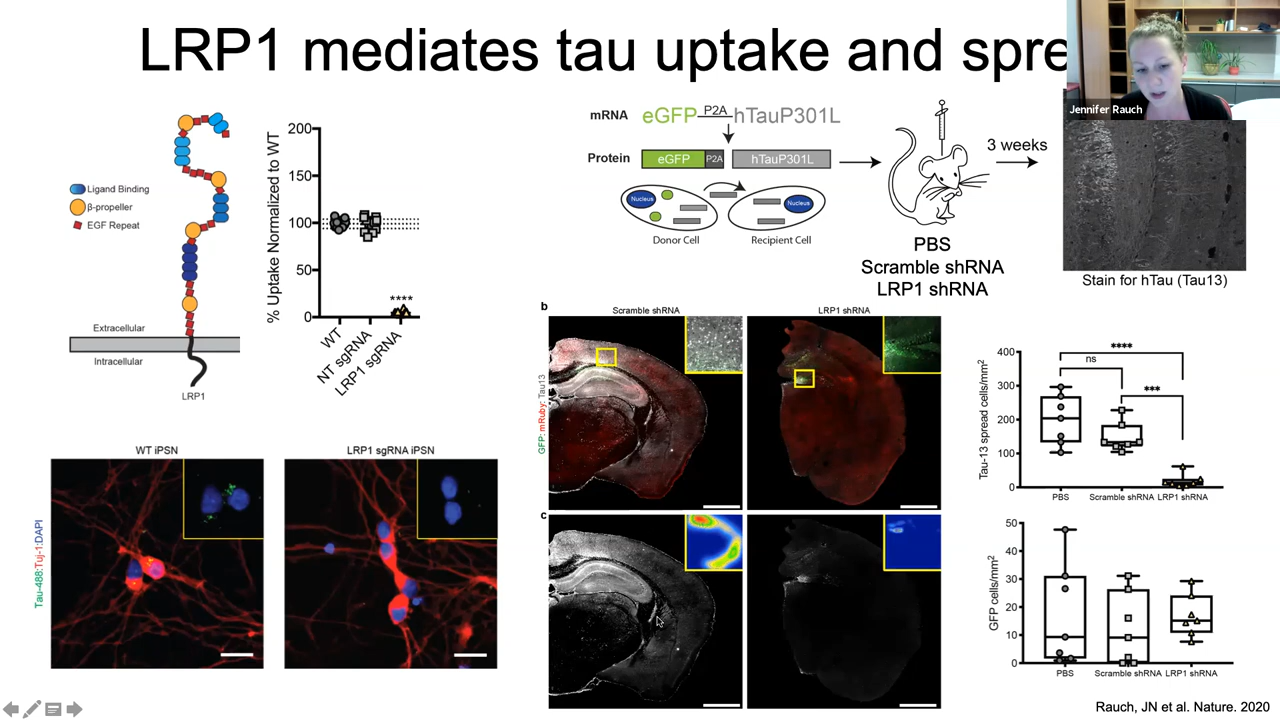 LRP1 mediates tau uptake and spre
Jennifer Rauch
Ligand Binding
β-propeller
EGF Repeat
Extracellular
Intracellular
LRP1
% Uptake Normalized to WT
200
150
100
50
0
****
WT
NT sgRNA
LRP1 sgRNA
mRNA eGFP P2A hTauP301L
Protein eGFP P2A hTauP301L
Nucleus
Nucleus
Donor Cell
Recipient Cell
PBS
Scramble shRNA
LRP1 shRNA
3 weeks
Stain for hTau (Tau13)
WT iPSN
LRP1 sgRNA iPSN
Tau-488:Tuj-1:DAPI
b
Scramble shRNA
LRP1 shRNA
GFP: mRuby: Tau13
c
Tau-13 spread cells/mm²
400
300
200
100
0
****
ns
***
PBS
Scramble shRNA
LRP1 shRNA
GFP cells/mm²
50
40
30
20
10
0
PBS
Scramble shRNA
LRP1 shRNA
Rauch, JN et al. Nature. 2020